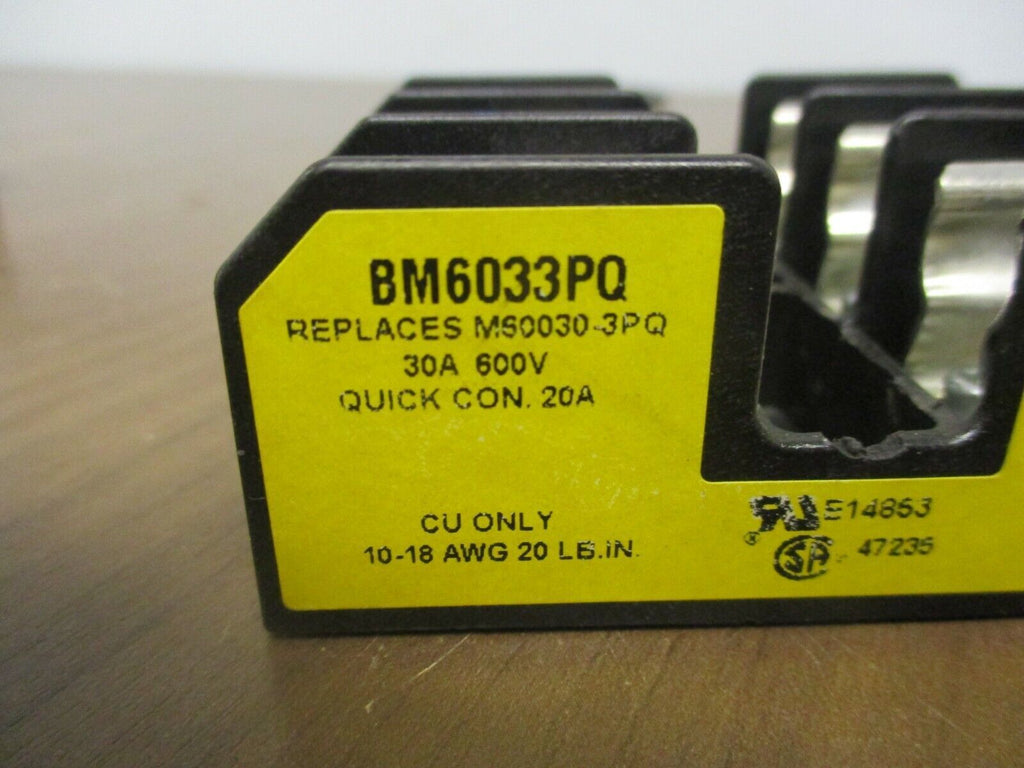 BM6033PQ
REPLACES M60030-3PQ
30A 600V
QUICK CON. 20A
CU ONLY
10-18 AWG 20 LB.IN.
E14853
® SA 47235